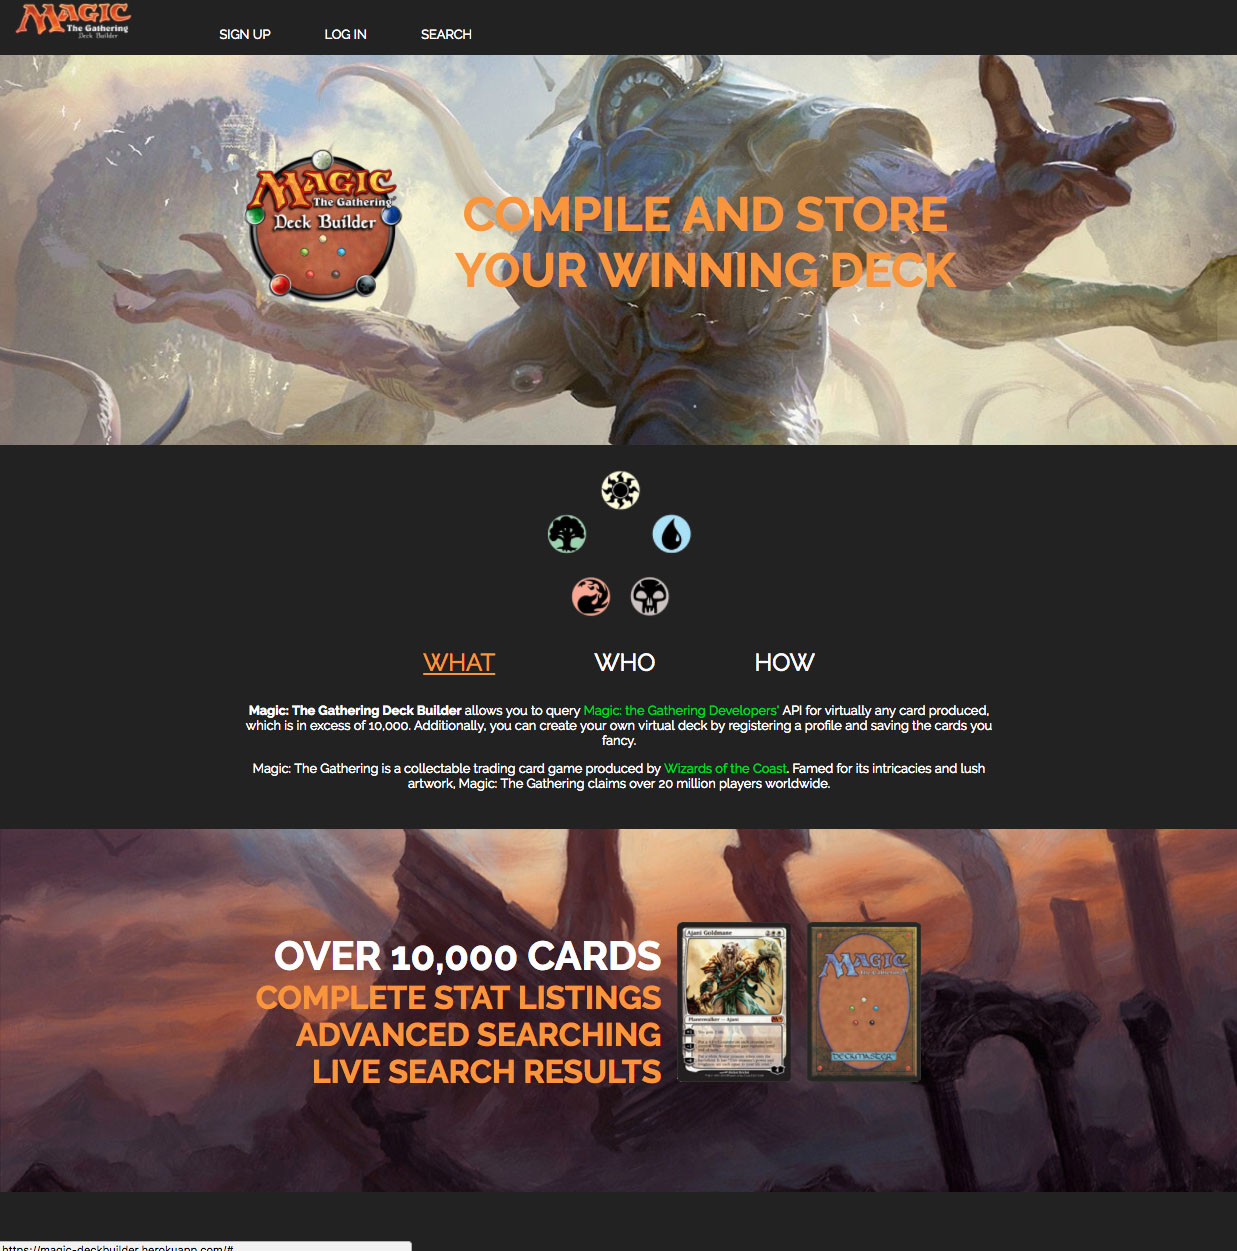 MAGIC
The Gathering
Deck Builder
SIGN UP
LOG IN
SEARCH
MAGIC
The Gathering
Deck Builder
COMPILE AND STORE
YOUR WINNING DECK
WHAT
WHO
HOW
Magic: The Gathering Deck Builder allows you to query Magic: the Gathering Developers' API for virtually any card produced,
which is in excess of 10,000. Additionally, you can create your own virtual deck by registering a profile and saving the cards you
fancy.
Magic: The Gathering is a collectable trading card game produced by Wizards of the Coast. Famed for its intricacies and lush
artwork, Magic: The Gathering claims over 20 million players worldwide.
OVER 10,000 CARDS
COMPLETE STAT LISTINGS
ADVANCED SEARCHING
LIVE SEARCH RESULTS
Ajani Goldmane
Planeswalker — Ajani
MAGIC
The Gathering
DECKMASTER
https://magic-deckbuilder.herokuapp.com/#